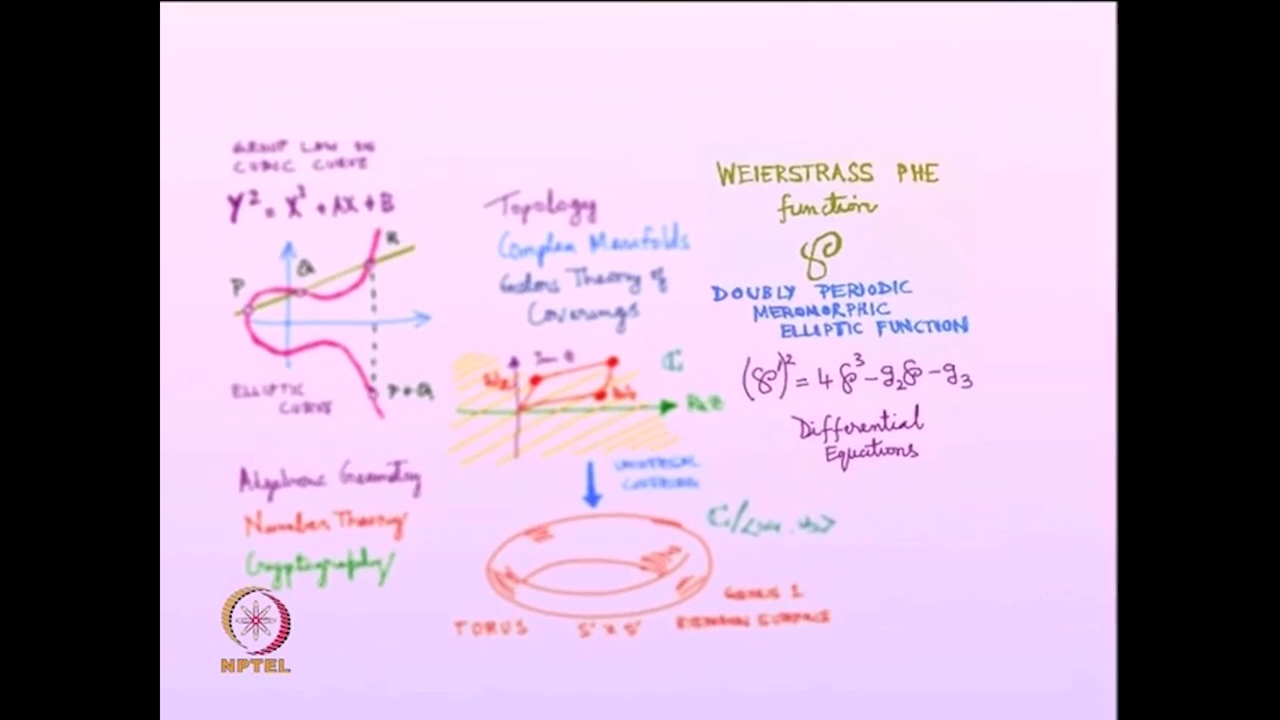 GROUP LAW ON
CUBIC CURVE
Y² = X³ + AX + B
R
Q
P
P + Q
ELLIPTIC
CURVE
Algebraic Geometry
Number Theory
Cryptography
NPTEL
Topology
Complex Manifolds
Galois Theory of
Coverings
ℂ
UNIVERSAL
COVERING
TORUS S¹ x S¹
GENUS 1
RIEMANN SURFACE
WEIERSTRASS PHE
function
℘
DOUBLY PERIODIC
MEROMORPHIC
ELLIPTIC FUNCTION
(℘)² = 4℘³ - g₂℘ - g₃
Differential
Equations